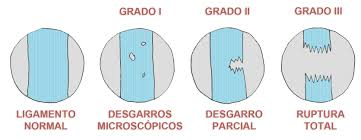 GRADO I
GRADO II
GRADO III
LIGAMENTO
NORMAL
DESGARROS
MICROSCÓPICOS
DESGARRO
PARCIAL
RUPTURA
TOTAL